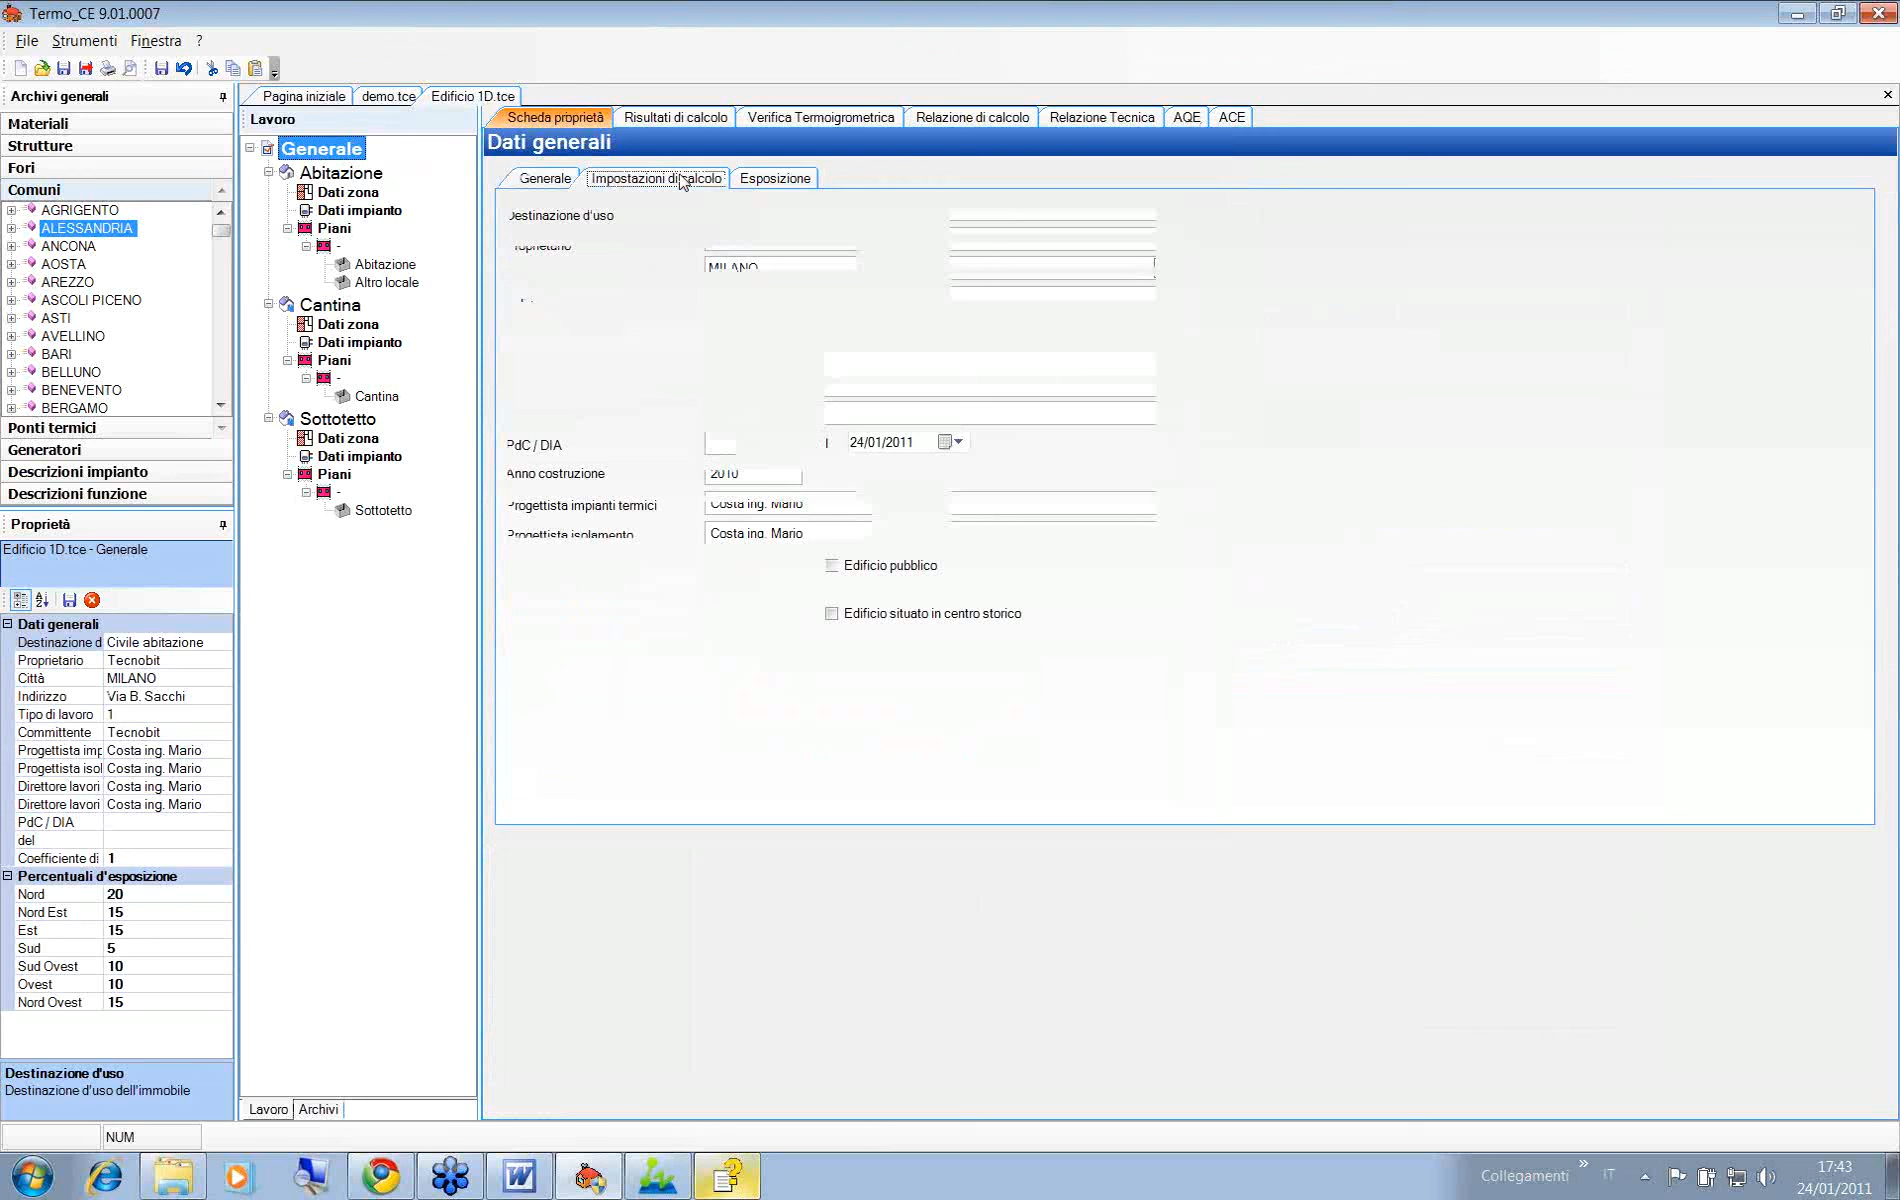 Termo_CE 9.01.0007
File Strumenti Finestra ?
Archivi generali
Materiali
Strutture
Fori
Comuni
AGRIGENTO
ALESSANDRIA
ANCONA
AOSTA
AREZZO
ASCOLI PICENO
ASTI
AVELLINO
BARI
BELLUNO
BENEVENTO
BERGAMO
Ponti termici
Generatori
Descrizioni impianto
Descrizioni funzione
Proprietà
Edificio 1D.tce - Generale
Dati generali
Destinazione d Civile abitazione
Proprietario Tecnobit
Città MILANO
Indirizzo Via B. Sacchi
Tipo di lavoro 1
Committente Tecnobit
Progettista imp Costa ing. Mario
Progettista isol Costa ing. Mario
Direttore lavori Costa ing. Mario
Direttore lavori Costa ing. Mario
PdC / DIA
del
Coefficiente di 1
Percentuali d'esposizione
Nord 20
Nord Est 15
Est 15
Sud 5
Sud Ovest 10
Ovest 10
Nord Ovest 15
Destinazione d'uso
Destinazione d'uso dell'immobile
NUM
Pagina iniziale demo.tce Edificio 1D.tce
Lavoro
Generale
Abitazione
Dati zona
Dati impianto
Piani
-
Abitazione
Altro locale
Cantina
Dati zona
Dati impianto
Piani
-
Cantina
Sottotetto
Dati zona
Dati impianto
Piani
-
Sottotetto
Lavoro Archivi
Scheda proprietà Risultati di calcolo Verifica Termoigrometrica Relazione di calcolo Relazione Tecnica AQE ACE
Dati generali
Generale Impostazioni di calcolo Esposizione
Destinazione d'uso
Proprietario
MILANO
PdC / DIA 24/01/2011
Anno costruzione 2010
Progettista impianti termici Costa ing. Mario
Progettista isolamento Costa ing. Mario
Edificio pubblico
Edificio situato in centro storico
Collegamenti » IT
17:43
24/01/2011